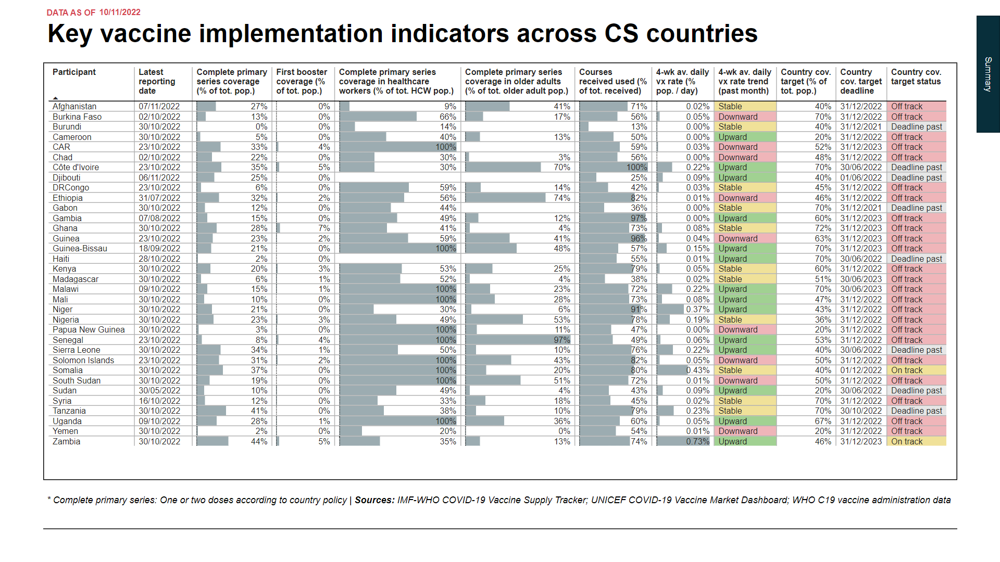 DATA AS OF 10/11/2022
Key vaccine implementation indicators across CS countries
Summary
Participant Latest reporting date Complete primary series coverage (% of tot. pop.) First booster coverage (% of tot. pop.) Complete primary series coverage in healthcare workers (% of tot. HCW pop.) Complete primary series coverage in older adults (% of tot. older adult pop.) Courses received used (% of tot. received) 4-wk av. daily vx rate (% pop. / day) 4-wk av. daily vx rate trend (past month) Country cov. target (% of tot. pop.) Country cov. target deadline Country cov. target status
Afghanistan 07/11/2022 27% 0% 9% 41% 71% 0.02% Stable 40% 31/12/2022 Off track
Burkina Faso 02/10/2022 13% 0% 66% 17% 56% 0.05% Downward 70% 31/12/2022 Off track
Burundi 30/10/2022 0% 0% 14% 13% 0.00% Stable 40% 31/12/2021 Deadline past
Cameroon 30/10/2022 5% 0% 40% 13% 50% 0.00% Upward 20% 31/12/2023 Off track
CAR 23/10/2022 33% 4% 100% 59% 0.03% Downward 52% 31/12/2023 Off track
Chad 02/10/2022 22% 0% 30% 3% 56% 0.00% Downward 48% 31/12/2022 Off track
Côte d'Ivoire 23/10/2022 35% 5% 30% 70% 100% 0.22% Upward 70% 30/06/2022 Deadline past
Djibouti 06/11/2022 25% 0% 25% 0.09% Upward 40% 01/06/2022 Deadline past
DRCongo 23/10/2022 6% 0% 59% 14% 42% 0.03% Stable 45% 31/12/2022 Off track
Ethiopia 31/07/2022 32% 2% 56% 74% 82% 0.01% Downward 46% 31/12/2022 Off track
Gabon 30/10/2022 12% 0% 44% 36% 0.00% Stable 70% 31/12/2021 Deadline past
Gambia 07/08/2022 15% 0% 49% 12% 97% 0.00% Upward 60% 31/12/2023 Off track
Ghana 30/10/2022 28% 7% 41% 4% 73% 0.08% Stable 72% 31/12/2023 Off track
Guinea 23/10/2022 23% 2% 59% 41% 96% 0.04% Downward 63% 31/12/2023 Off track
Guinea-Bissau 18/09/2022 21% 0% 100% 48% 57% 0.15% Upward 70% 31/12/2023 Off track
Haiti 28/10/2022 2% 0% 55% 0.01% Upward 70% 30/06/2022 Deadline past
Kenya 30/10/2022 20% 3% 53% 25% 79% 0.05% Stable 60% 31/12/2022 Off track
Madagascar 30/10/2022 6% 1% 52% 4% 38% 0.02% Stable 51% 30/06/2023 Off track
Malawi 09/10/2022 15% 1% 100% 23% 72% 0.22% Upward 70% 30/06/2023 Off track
Mali 30/10/2022 10% 0% 100% 28% 73% 0.08% Upward 47% 31/12/2022 Off track
Niger 30/10/2022 21% 0% 30% 6% 91% 0.37% Upward 43% 31/12/2022 Off track
Nigeria 30/10/2022 23% 3% 49% 53% 78% 0.19% Stable 36% 31/12/2022 Off track
Papua New Guinea 30/10/2022 3% 0% 100% 11% 47% 0.00% Downward 20% 31/12/2022 Off track
Senegal 23/10/2022 8% 4% 100% 97% 49% 0.06% Upward 53% 31/12/2022 Off track
Sierra Leone 30/10/2022 34% 1% 50% 10% 76% 0.22% Upward 40% 30/06/2022 Deadline past
Solomon Islands 23/10/2022 31% 2% 100% 43% 82% 0.05% Downward 50% 31/12/2022 Off track
Somalia 30/10/2022 37% 0% 100% 20% 80% 0.43% Stable 40% 01/12/2022 On track
South Sudan 30/10/2022 19% 0% 100% 51% 72% 0.01% Downward 50% 31/12/2022 Off track
Sudan 30/05/2022 10% 0% 49% 4% 43% 0.09% Upward 20% 30/06/2022 Deadline past
Syria 16/10/2022 12% 0% 33% 18% 45% 0.02% Stable 70% 31/12/2022 Off track
Tanzania 30/10/2022 41% 0% 38% 10% 79% 0.23% Stable 70% 30/10/2022 Deadline past
Uganda 09/10/2022 28% 1% 100% 36% 60% 0.05% Upward 67% 31/12/2022 Off track
Yemen 30/10/2022 2% 0% 20% 0% 54% 0.01% Downward 20% 31/12/2022 Off track
Zambia 30/10/2022 44% 5% 35% 13% 74% 0.73% Upward 46% 31/12/2023 On track
* Complete primary series: One or two doses according to country policy | Sources: IMF-WHO COVID-19 Vaccine Supply Tracker; UNICEF COVID-19 Vaccine Market Dashboard; WHO C19 vaccine administration data